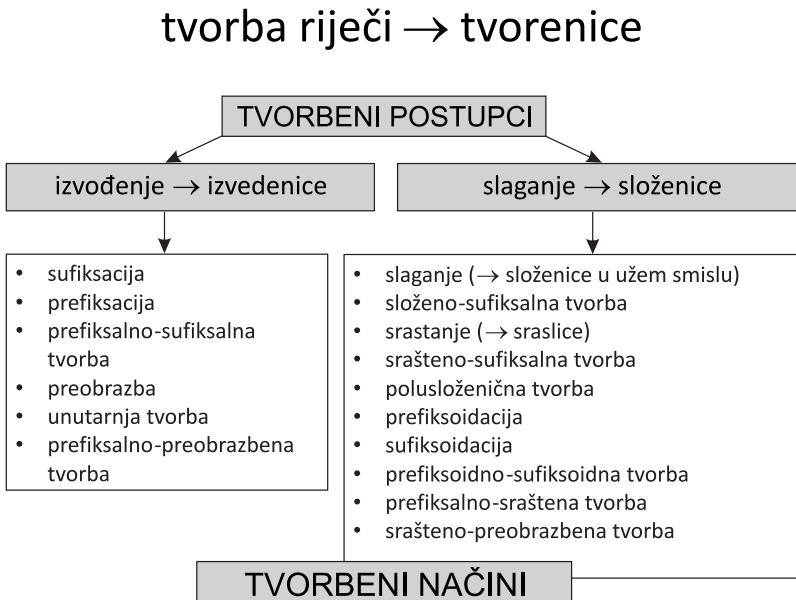 tvorba riječi → tvorenice
TVORBENI POSTUPCI
izvođenje → izvedenice
slaganje → složenice
• sufiksacija
• prefiksacija
• prefiksalno-sufiksalna
tvorba
• preobrazba
• unutarnja tvorba
• prefiksalno-preobrazbena
tvorba
• slaganje (→ složenice u užem smislu)
• složeno-sufiksalna tvorba
• srastanje (→ sraslice)
• srašteno-sufiksalna tvorba
• polusloženična tvorba
• prefiksoidacija
• sufiksoidacija
• prefiksoidno-sufiksoidna tvorba
• prefiksalno-sraštena tvorba
• srašteno-preobrazbena tvorba
TVORBENI NAČINI